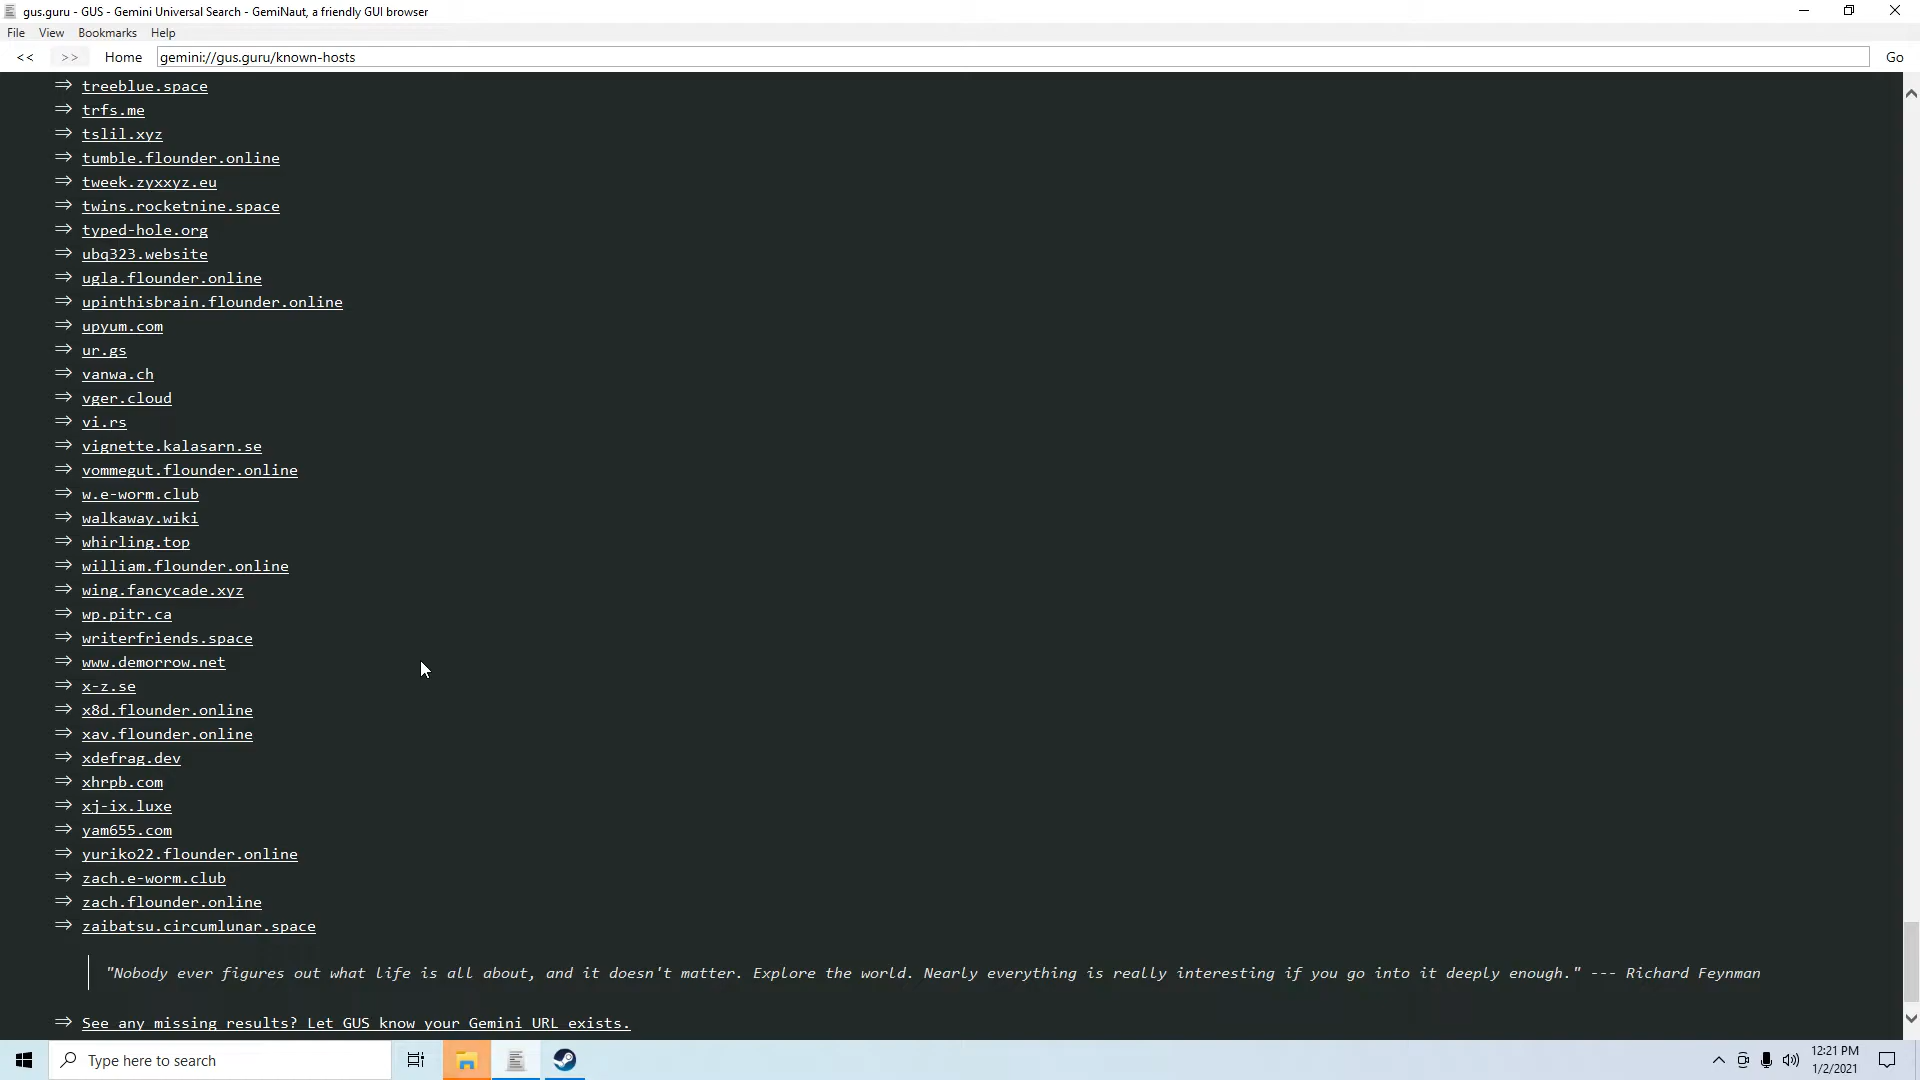 gus.guru - GUS - Gemini Universal Search - GemiNaut, a friendly GUI browser
File View Bookmarks Help
<< >> Home gemini://gus.guru/known-hosts Go
⇒ treeblue.space
⇒ trfs.me
⇒ tslil.xyz
⇒ tumble.flounder.online
⇒ tweek.zyxxyz.eu
⇒ twins.rocketnine.space
⇒ typed-hole.org
⇒ ubq323.website
⇒ ugla.flounder.online
⇒ upinthisbrain.flounder.online
⇒ upyum.com
⇒ ur.gs
⇒ vanwa.ch
⇒ vger.cloud
⇒ vi.rs
⇒ vignette.kalasarn.se
⇒ vommegut.flounder.online
⇒ w.e-worm.club
⇒ walkaway.wiki
⇒ whirling.top
⇒ william.flounder.online
⇒ wing.fancycade.xyz
⇒ wp.pitr.ca
⇒ writerfriends.space
⇒ www.demorrow.net
⇒ x-z.se
⇒ x8d.flounder.online
⇒ xav.flounder.online
⇒ xdefrag.dev
⇒ xhrpb.com
⇒ xj-ix.luxe
⇒ yam655.com
⇒ yuriko22.flounder.online
⇒ zach.e-worm.club
⇒ zach.flounder.online
⇒ zaibatsu.circumlunar.space
"Nobody ever figures out what life is all about, and it doesn't matter. Explore the world. Nearly everything is really interesting if you go into it deeply enough." --- Richard Feynman
⇒ See any missing results? Let GUS know your Gemini URL exists.
Type here to search
12:21 PM
1/2/2021